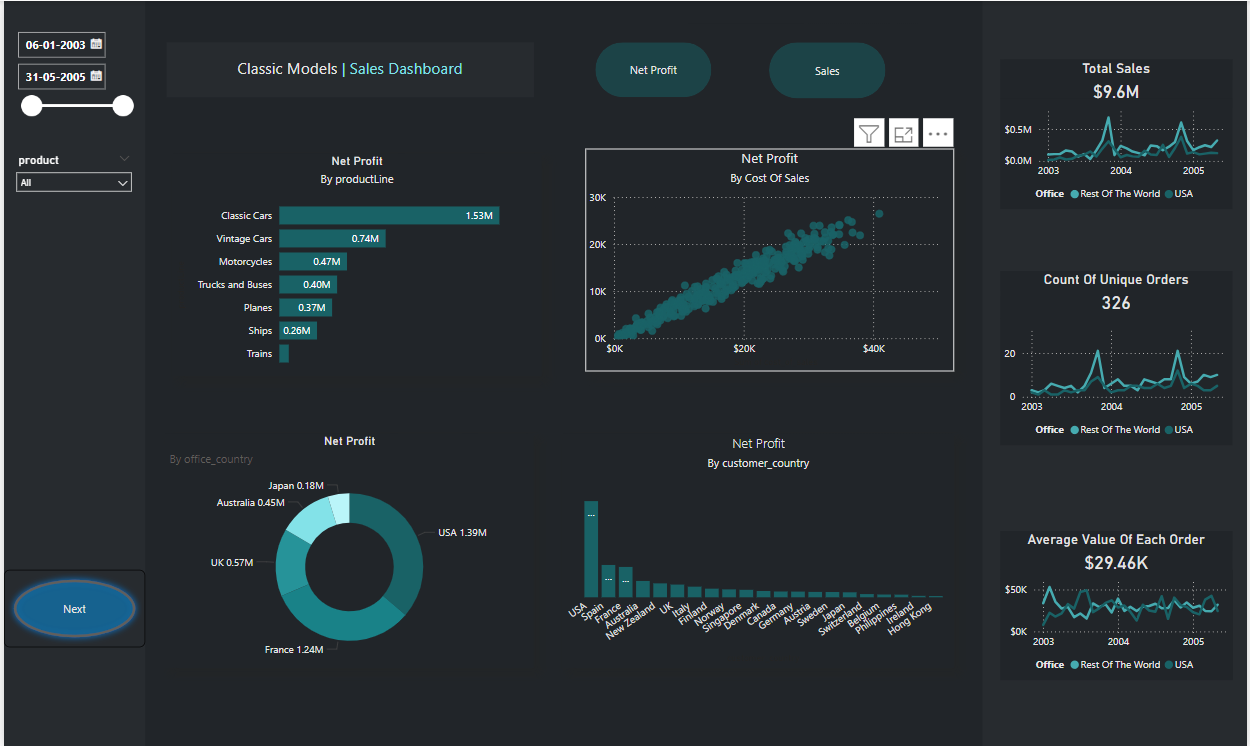 06-01-2003
31-05-2005
product
All
Next
Classic Models | Sales Dashboard
Net Profit
Sales
Net Profit
By productLine
Classic Cars 1.53M
Vintage Cars 0.74M
Motorcycles 0.47M
Trucks and Buses 0.40M
Planes 0.37M
Ships 0.26M
Trains
Net Profit
By Cost Of Sales
30K
20K
10K
0K
$0K $20K $40K
Net Profit
By office_country
Japan 0.18M
Australia 0.45M
USA 1.39M
UK 0.57M
France 1.24M
Net Profit
By customer_country
... ... ...
USA
Spain
France
Australia
New Zealand
UK
Italy
Finland
Norway
Singapore
Denmark
Canada
Germany
Austria
Sweden
Japan
Switzerland
Belgium
Philippines
Ireland
Hong Kong
Total Sales
$9.6M
$0.5M
$0.0M
2003 2004 2005
Office Rest Of The World USA
Count Of Unique Orders
326
20
0
2003 2004 2005
Office Rest Of The World USA
Average Value Of Each Order
$29.46K
$50K
$0K
2003 2004 2005
Office Rest Of The World USA